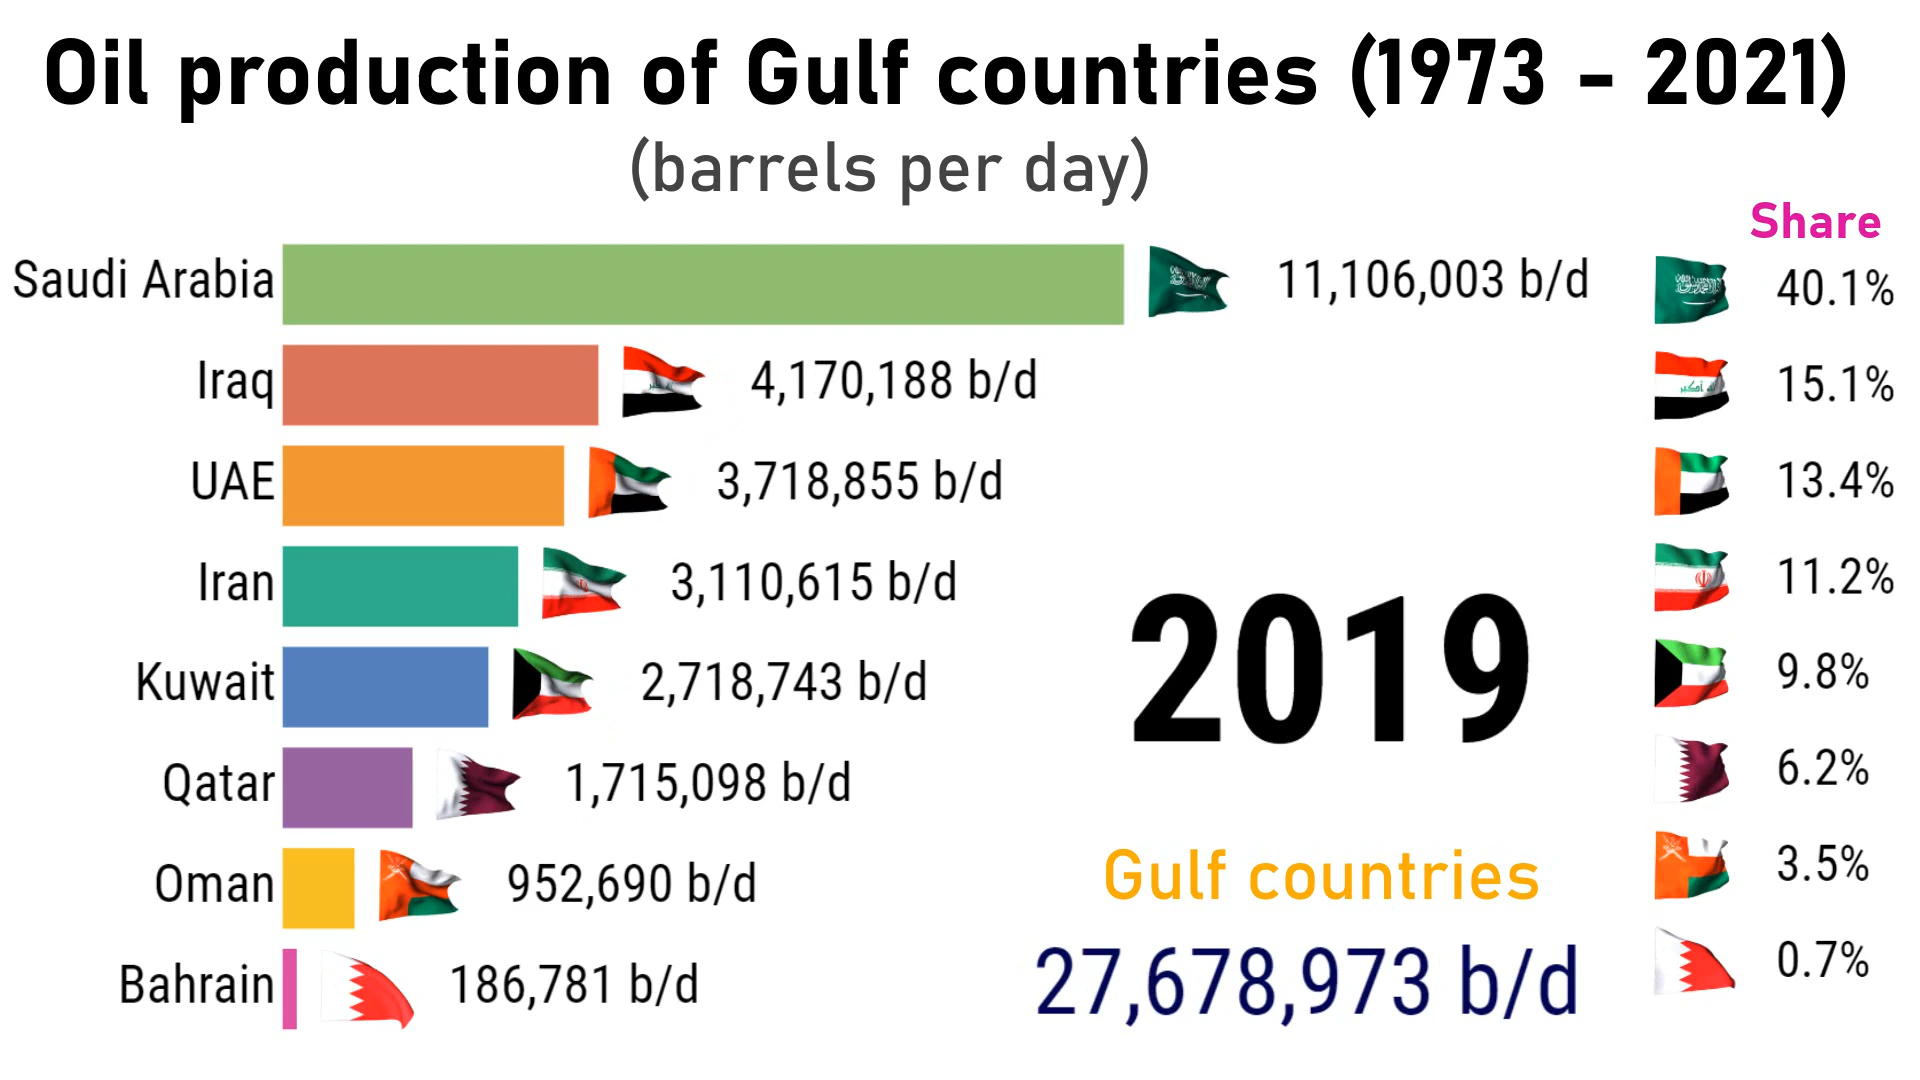 Oil production of Gulf countries (1973 - 2021)
(barrels per day)
Share
Saudi Arabia 11,106,003 b/d 40.1%
Iraq 4,170,188 b/d 15.1%
UAE 3,718,855 b/d 13.4%
Iran 3,110,615 b/d 11.2%
Kuwait 2,718,743 b/d 9.8%
Qatar 1,715,098 b/d 6.2%
Oman 952,690 b/d 3.5%
Bahrain 186,781 b/d 0.7%
2019
Gulf countries
27,678,973 b/d